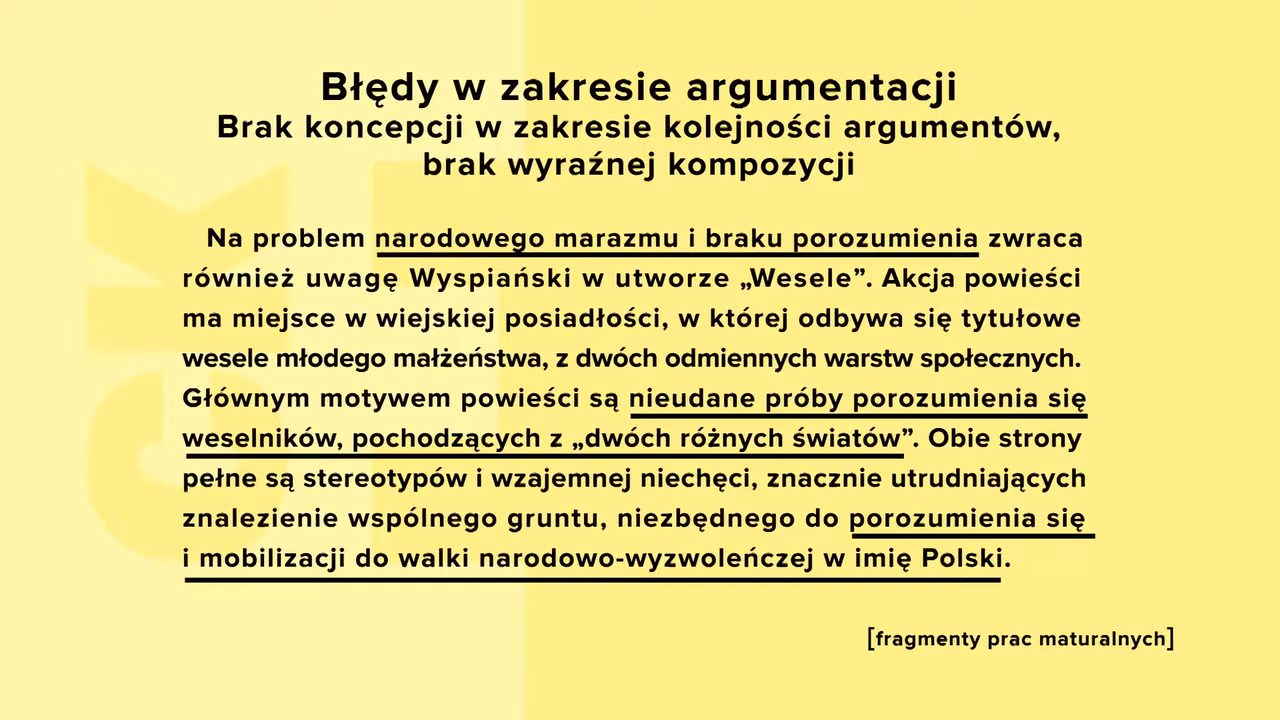 Błędy w zakresie argumentacji
Brak koncepcji w zakresie kolejności argumentów,
brak wyraźnej kompozycji
Na problem narodowego marazmu i braku porozumienia zwraca
również uwagę Wyspiański w utworze „Wesele”. Akcja powieści
ma miejsce w wiejskiej posiadłości, w której odbywa się tytułowe
wesele młodego małżeństwa, z dwóch odmiennych warstw społecznych.
Głównym motywem powieści są nieudane próby porozumienia się
weselników, pochodzących z „dwóch różnych światów”. Obie strony
pełne są stereotypów i wzajemnej niechęci, znacznie utrudniających
znalezienie wspólnego gruntu, niezbędnego do porozumienia się
i mobilizacji do walki narodowo-wyzwoleńczej w imię Polski.
[fragmenty prac maturalnych]